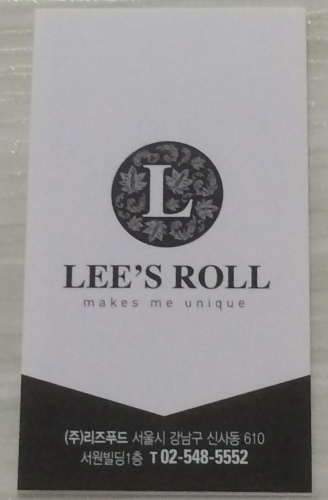 L
LEE'S ROLL
makes me unique
(주)리즈푸드 서울시 강남구 신사동 610
서원빌딩1층 T 02-548-5552